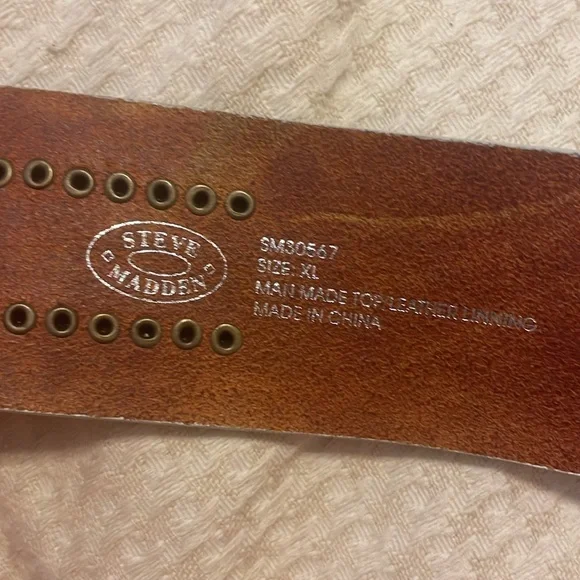 STEVE
MADDEN
SM30567
SIZE: XL
MAN MADE TOP/LEATHER LINNING
MADE IN CHINA